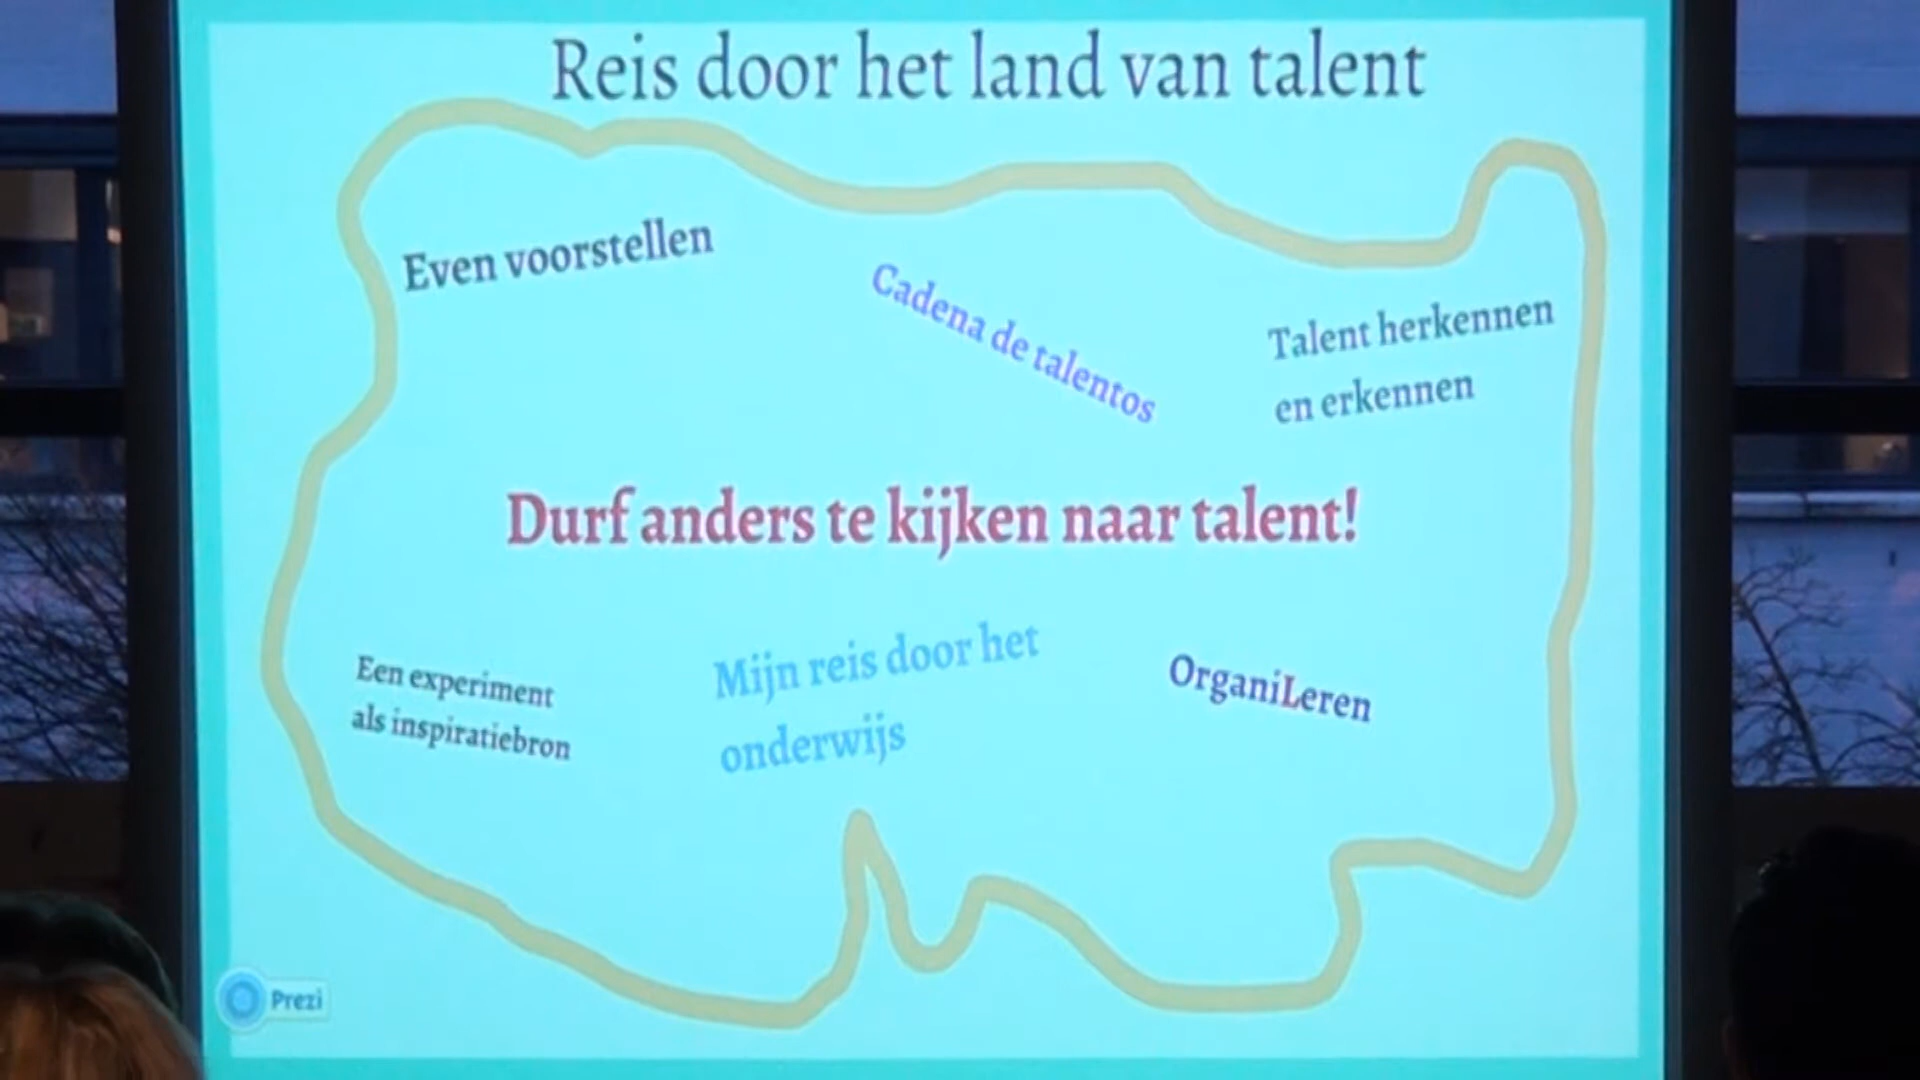 Reis door het land van talent
Even voorstellen
Cadena de talentos
Talent herkennen
en erkennen
Durf anders te kijken naar talent!
Een experiment
als inspiratiebron
Mijn reis door het
onderwijs
OrganiLeren
Prezi